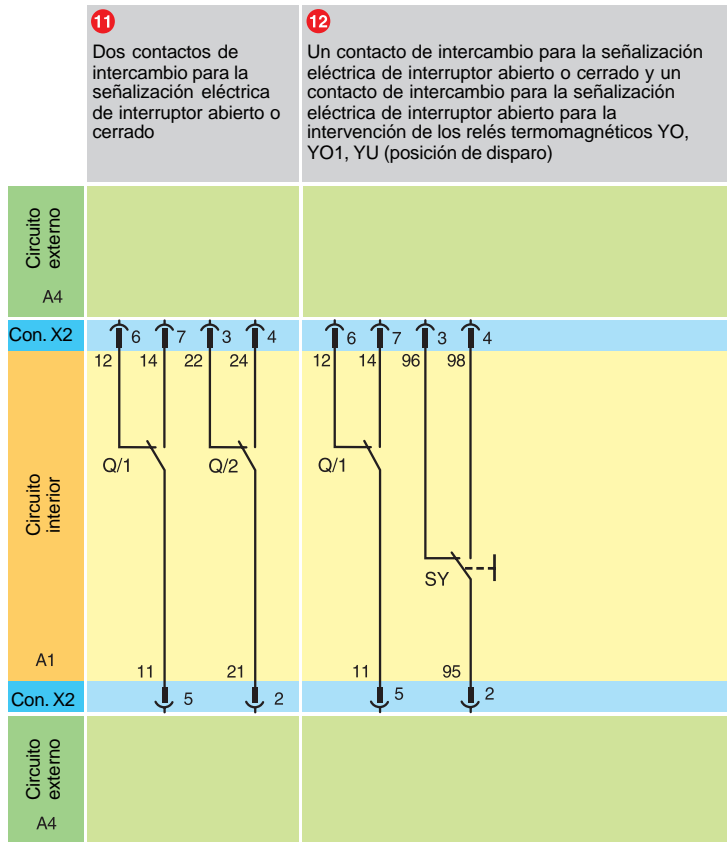 11
Dos contactos de
intercambio para la
señalización eléctrica
de interruptor abierto o
cerrado
12
Un contacto de intercambio para la señalización
eléctrica de interruptor abierto o cerrado y un
contacto de intercambio para la señalización
eléctrica de interruptor abierto para la
intervención de los relés termomagnéticos YO,
YO1, YU (posición de disparo)
Circuito
externo
A4
Con. X2
6 7 3 4
6 7 3 4
12 14 22 24
12 14 96 98
Q/1 Q/2
Q/1
SY
Circuito
interior
A1
11 21
11 95
Con. X2
5 2
5 2
Circuito
externo
A4